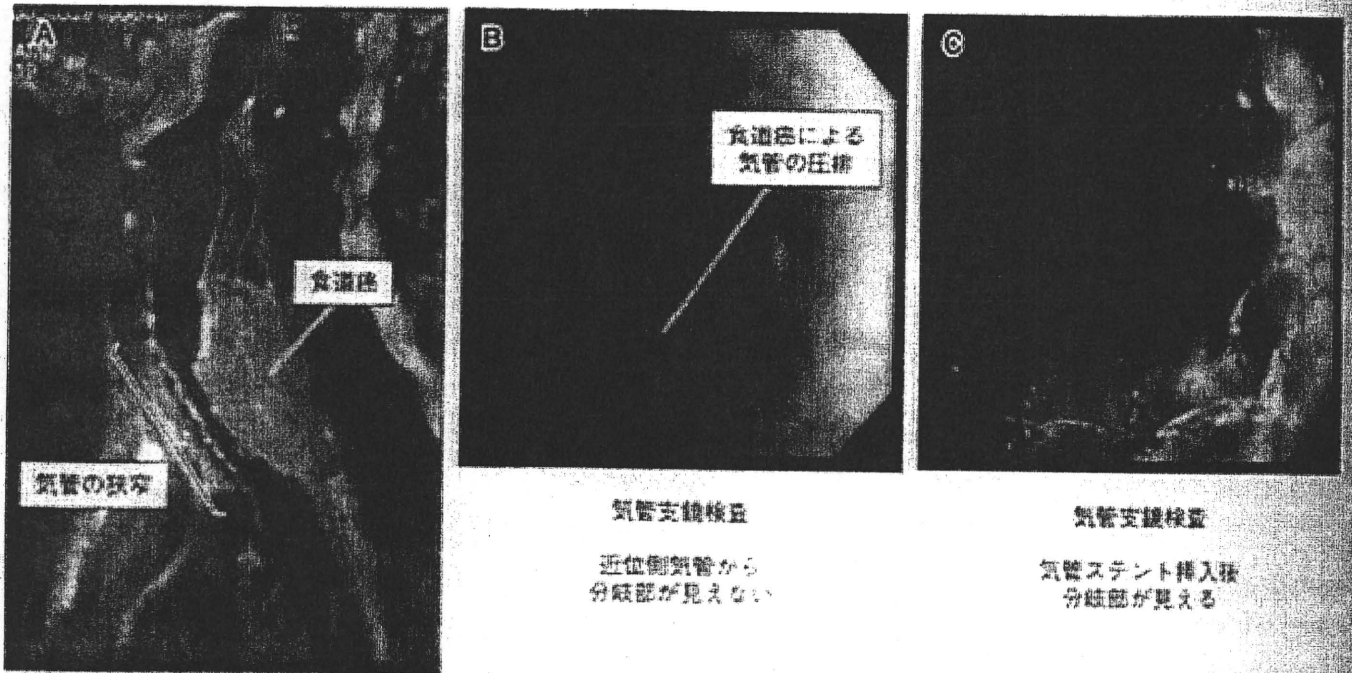 A
食道癌
気管の狭窄
B
食道癌による
気管の圧排
気管支鏡検査
近位側気管から
分岐部が見えない
C
気管支鏡検査
気管ステント挿入後
分岐部が見える